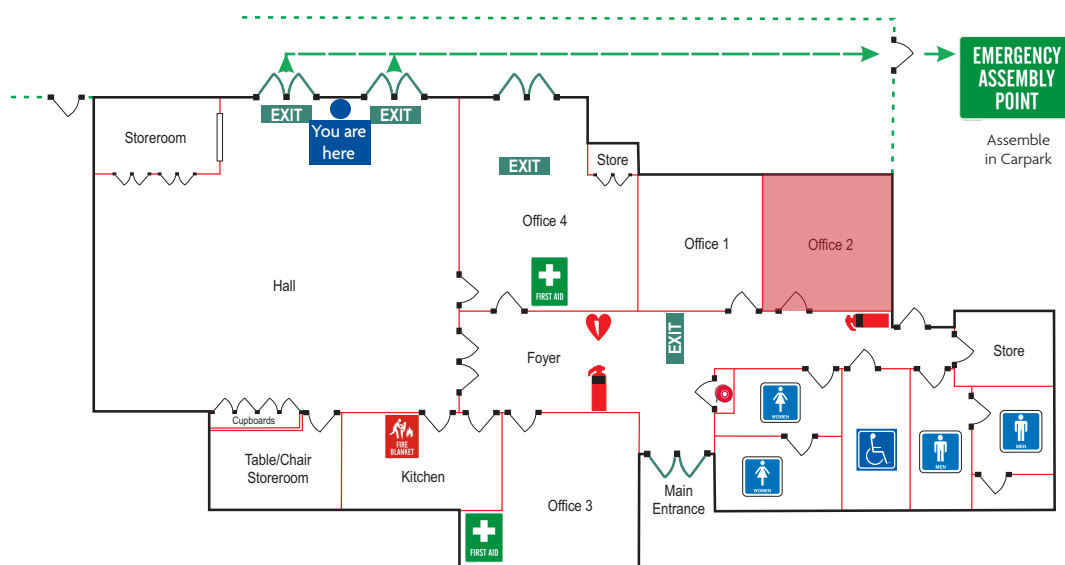 EMERGENCY
ASSEMBLY
POINT
Assemble
in Carpark
EXIT
EXIT
You are
here
Storeroom
EXIT
Store
Office 4
Office 1
Office 2
Hall
FIRST AID
EXIT
Foyer
Store
Cupboards
FIRE
BLANKET
WOMEN
MEN
Table/Chair
Storeroom
Kitchen
WOMEN
MEN
Main
Entrance
Office 3
FIRST AID